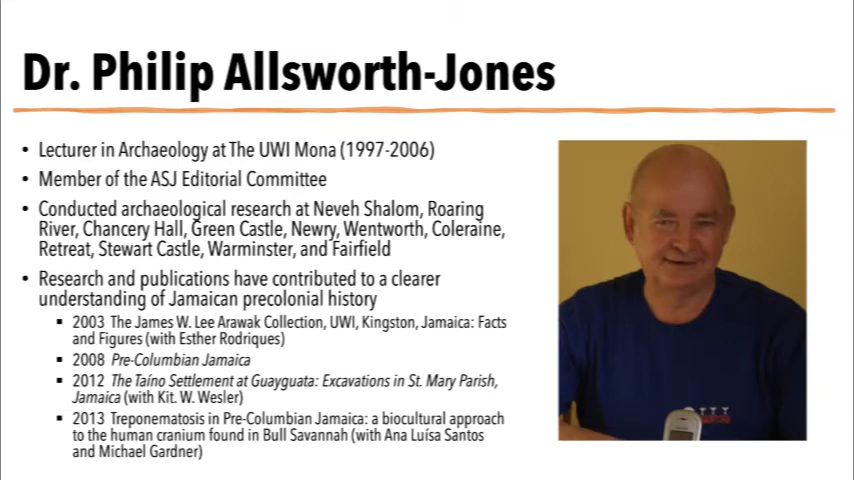 Dr. Philip Allsworth-Jones
• Lecturer in Archaeology at The UWI Mona (1997-2006)
• Member of the ASJ Editorial Committee
• Conducted archaeological research at Neveh Shalom, Roaring
River, Chancery Hall, Green Castle, Newry, Wentworth, Coleraine,
Retreat, Stewart Castle, Warminster, and Fairfield
• Research and publications have contributed to a clearer
understanding of Jamaican precolonial history
▪ 2003 The James W. Lee Arawak Collection, UWI, Kingston, Jamaica: Facts
and Figures (with Esther Rodriques)
▪ 2008 Pre-Columbian Jamaica
▪ 2012 The Taíno Settlement at Guayguata: Excavations in St. Mary Parish,
Jamaica (with Kit. W. Wesler)
▪ 2013 Treponematosis in Pre-Columbian Jamaica: a biocultural approach
to the human cranium found in Bull Savannah (with Ana Luísa Santos
and Michael Gardner)